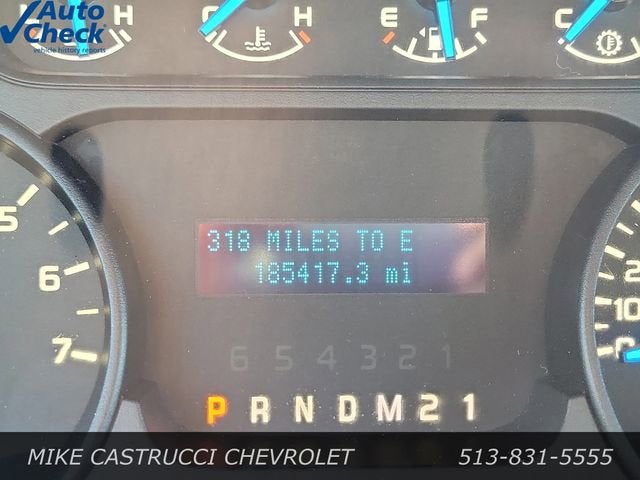 Auto
Check
vehicle history reports
H
C H
E F
C
5
6
7
318 MILES TO E
185417.3 mi
6 5 4 3 2 1
P R N D M 2 1
10
MIKE CASTRUCCI CHEVROLET 513-831-5555